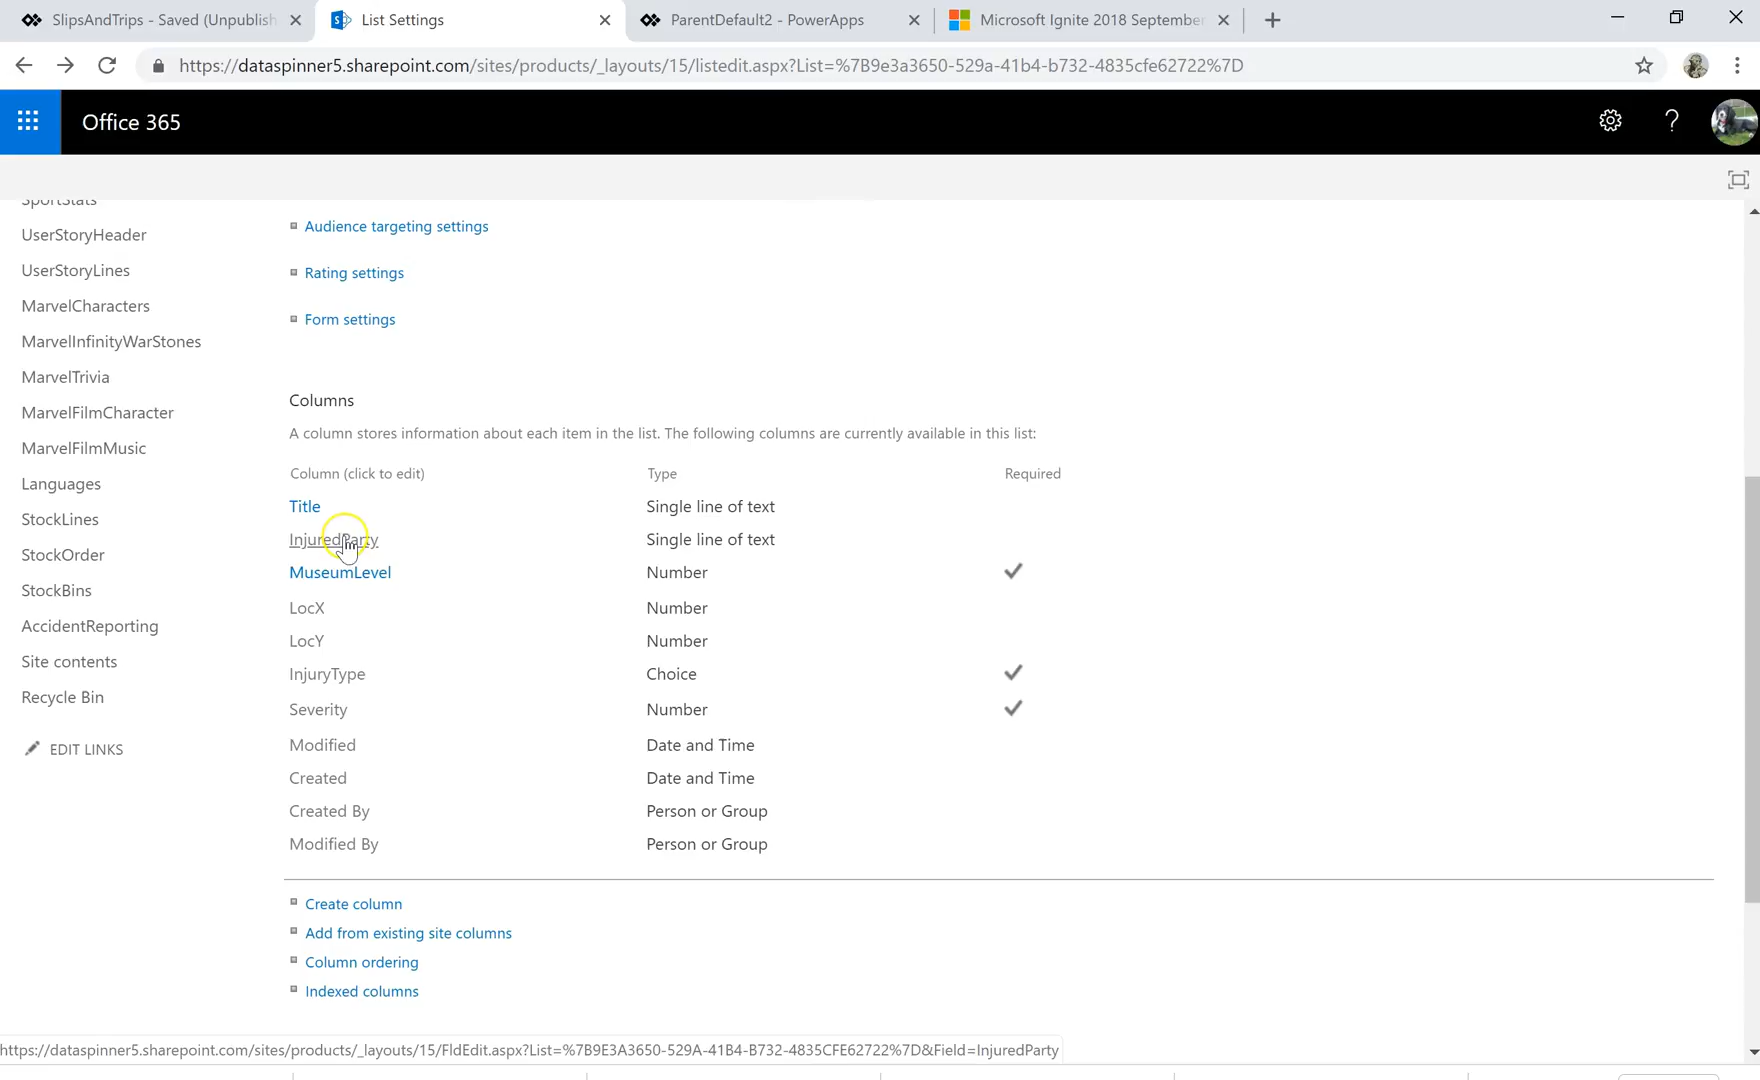 SlipsAndTrips - Saved (Unpublish
List Settings
ParentDefault2 - PowerApps
Microsoft Ignite 2018 September
https://dataspinner5.sharepoint.com/sites/products/_layouts/15/listedit.aspx?List=%7B9e3a3650-529a-41b4-b732-4835cfe62722%7D
Office 365
SportStats
UserStoryHeader
UserStoryLines
MarvelCharacters
MarvelInfinityWarStones
MarvelTrivia
MarvelFilmCharacter
MarvelFilmMusic
Languages
StockLines
StockOrder
StockBins
AccidentReporting
Site contents
Recycle Bin
EDIT LINKS
Audience targeting settings
Rating settings
Form settings
Columns
A column stores information about each item in the list. The following columns are currently available in this list:
Column (click to edit) Type Required
Title Single line of text
InjuredParty Single line of text
MuseumLevel Number
LocX Number
LocY Number
InjuryType Choice
Severity Number
Modified Date and Time
Created Date and Time
Created By Person or Group
Modified By Person or Group
Create column
Add from existing site columns
Column ordering
Indexed columns
https://dataspinner5.sharepoint.com/sites/products/_layouts/15/FldEdit.aspx?List=%7B9E3A3650-529A-41B4-B732-4835CFE62722%7D&Field=InjuredParty